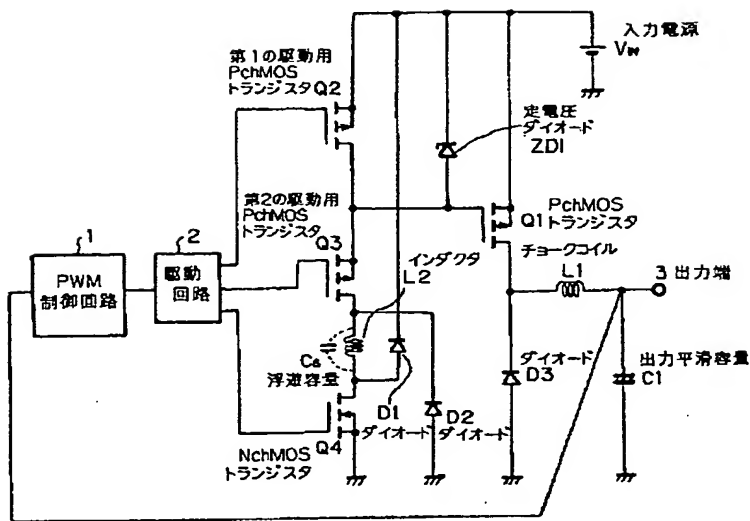 入力電源
VIN
第1の駆動用
PchMOS
トランジスタ Q2
定電圧
ダイオード
ZD1
第2の駆動用
PchMOS
トランジスタ
Q3
PchMOS
Q1 トランジスタ
チョークコイル
1
2
PWM
制御回路
駆動
回路
インダクタ
L2
L1
3 出力端
Cs
浮遊容量
D1
ダイオード
D2
ダイオード
ダイオード
D3
出力平滑容量
C1
Q4
NchMOS
トランジスタ